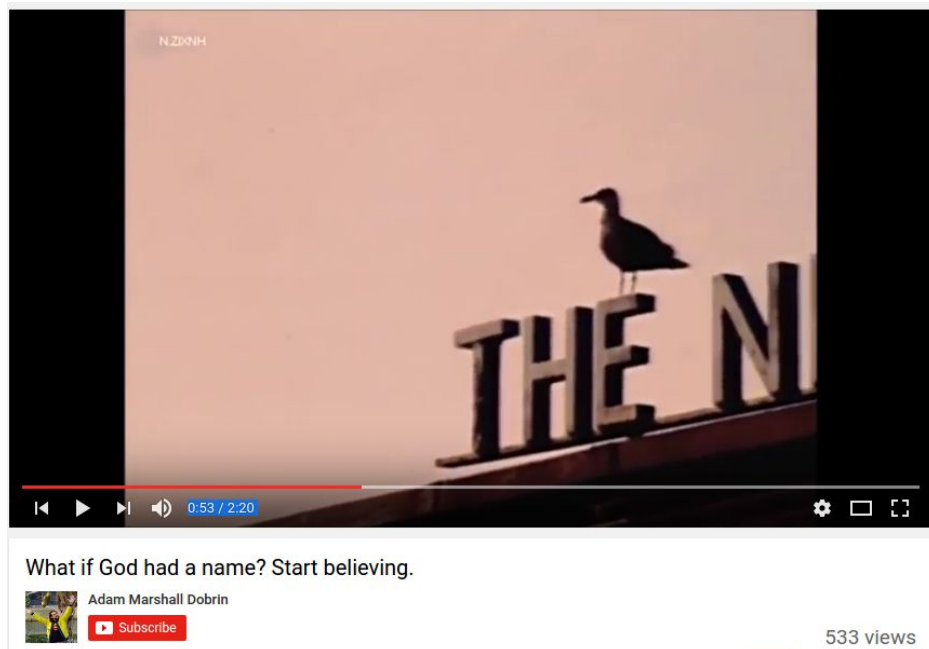 N.ZIXNH
THE N
0:53 / 2:20
What if God had a name? Start believing.
Adam Marshall Dobrin
Subscribe
533 views